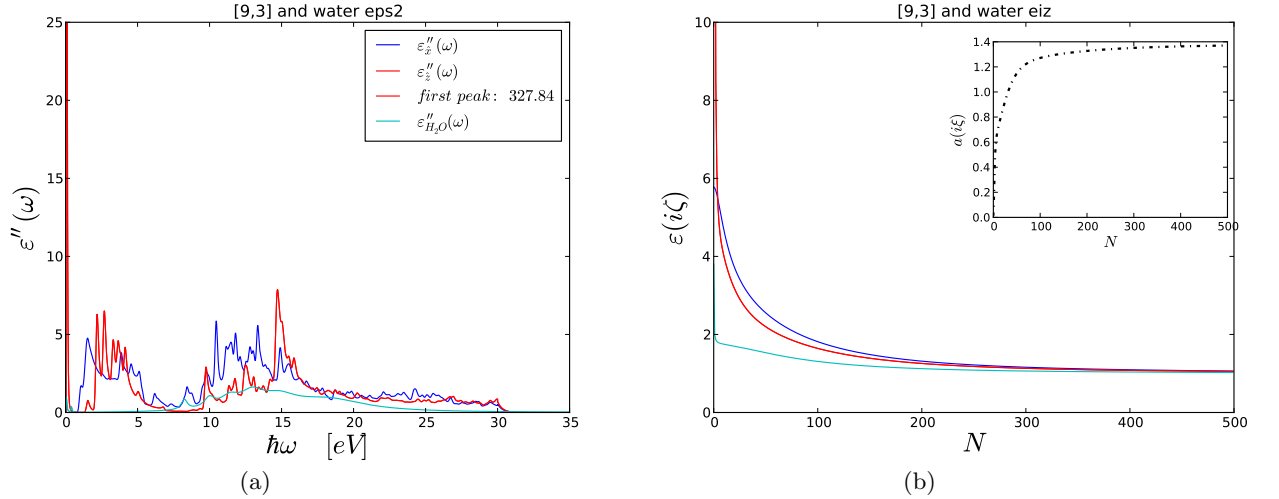 [9,3] and water eps2
25
20
15
10
5
0
ε″(ω)
ε″x̂(ω)
ε″ẑ(ω)
first peak: 327.84
ε″H₂O(ω)
0 5 10 15 20 25 30 35
ħω [eV]
(a)
[9,3] and water eiz
10
8
6
4
2
0
ε(iζ)
1.4
1.2
1.0
0.8
0.6
0.4
0.2
0.0
a(iξ)
0 100 200 300 400 500
N
0 100 200 300 400 500
N
(b)